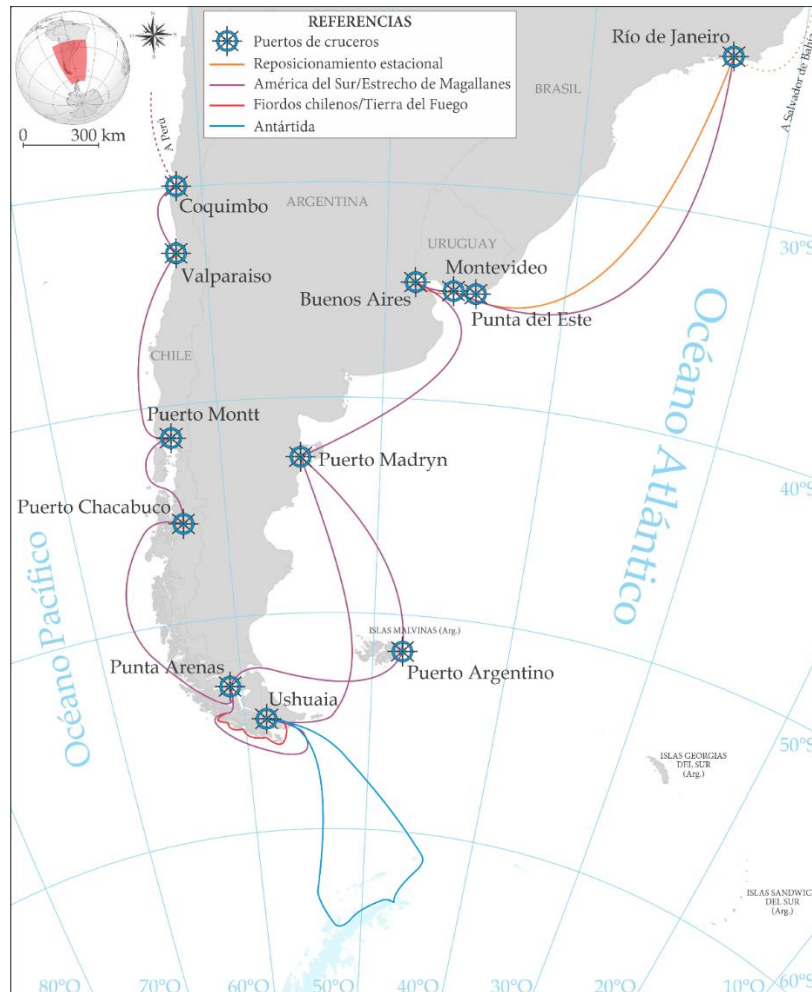 REFERENCIAS
Puertos de cruceros
Reposicionamiento estacional
América del Sur/Estrecho de Magallanes
Fiordos chilenos/Tierra del Fuego
Antártida
0 300 km
A Perú
Río de Janeiro
A Salvador de Bahía
BRASIL
Coquimbo
ARGENTINA
30°S
URUGUAY
Valparaiso
Montevideo
Buenos Aires
Punta del Este
Océano Atlántico
CHILE
Puerto Montt
Puerto Madryn
40°S
Puerto Chacabuco
Océano Pacífico
ISLAS MALVINAS (Arg.)
Punta Arenas
Puerto Argentino
Ushuaia
50°S
ISLAS GEORGIAS
DEL SUR
(Arg.)
ISLAS SANDWIC
DEL SUR
(Arg.)
80°O 70°O 60°O 50°O 40°O 30°O 20°O 10°O 60°S